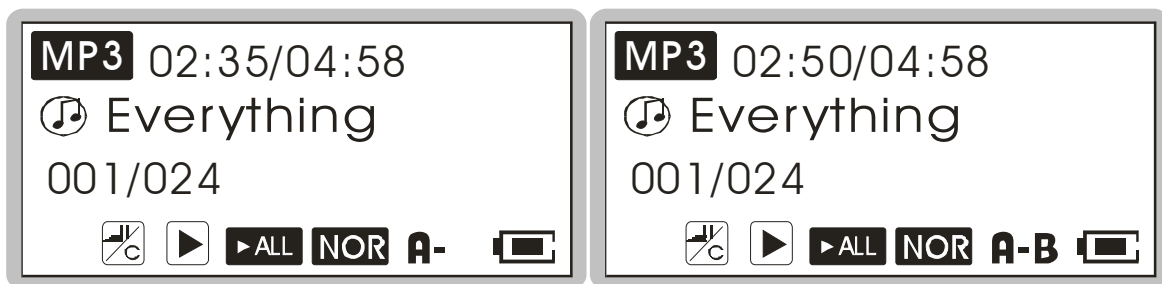 MP3 02:35/04:58
Everything
001/024
C ►ALL NOR A-
MP3 02:50/04:58
Everything
001/024
C ►ALL NOR A-B